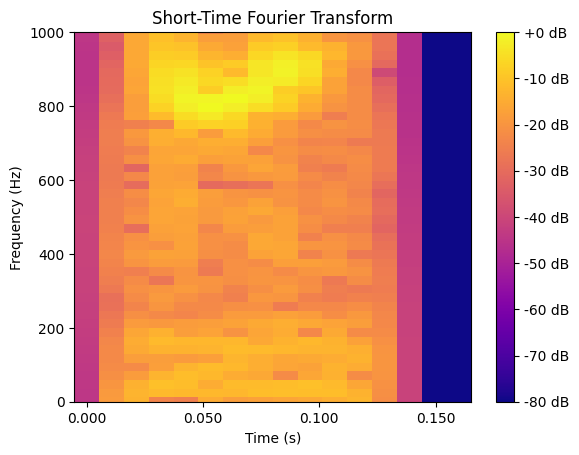 Short-Time Fourier Transform
1000
800
600
400
200
0
Frequency (Hz)
0.000
0.050
0.100
0.150
Time (s)
+0 dB
-10 dB
-20 dB
-30 dB
-40 dB
-50 dB
-60 dB
-70 dB
-80 dB